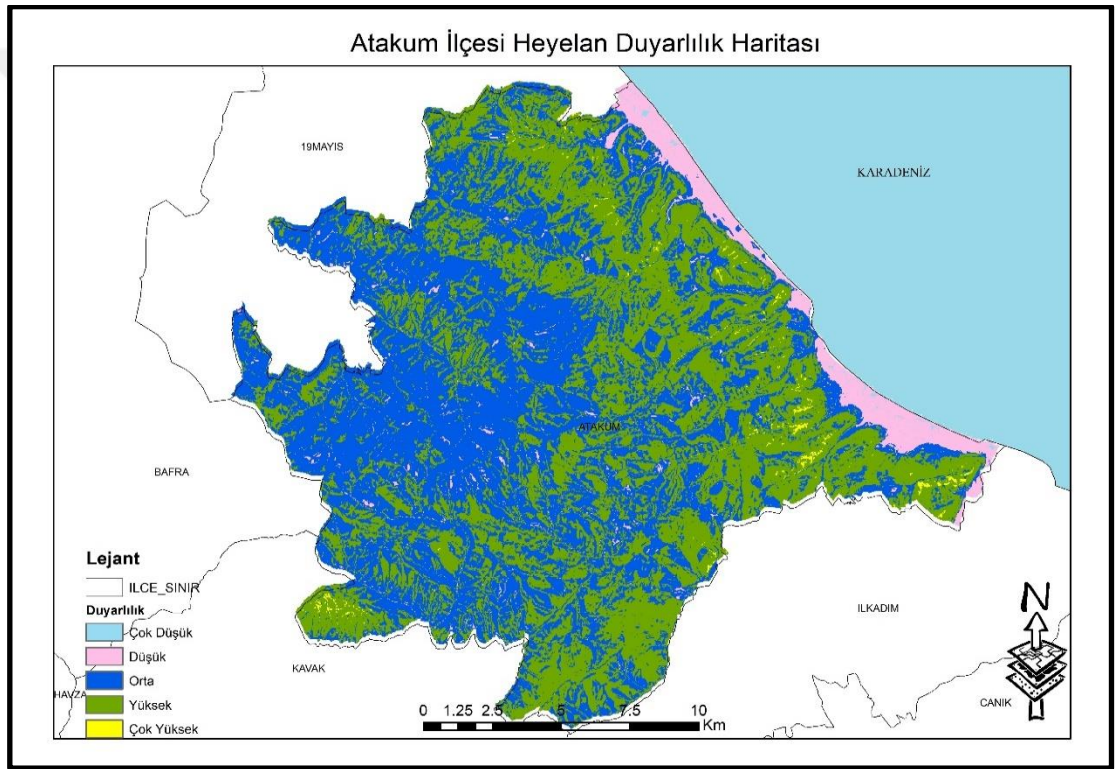 Atakum İlçesi Heyelan Duyarlılık Haritası
19MAYIS
KARADENİZ
ATAKUM
BAFRA
ILKADIM
KAVAK
HAVZA
CANIK
Lejant
ILCE_SINIR
Duyarlılık
Çok Düşük
Düşük
Orta
Yüksek
Çok Yüksek
0 1.25 2.5 5 7.5 10
Km
N